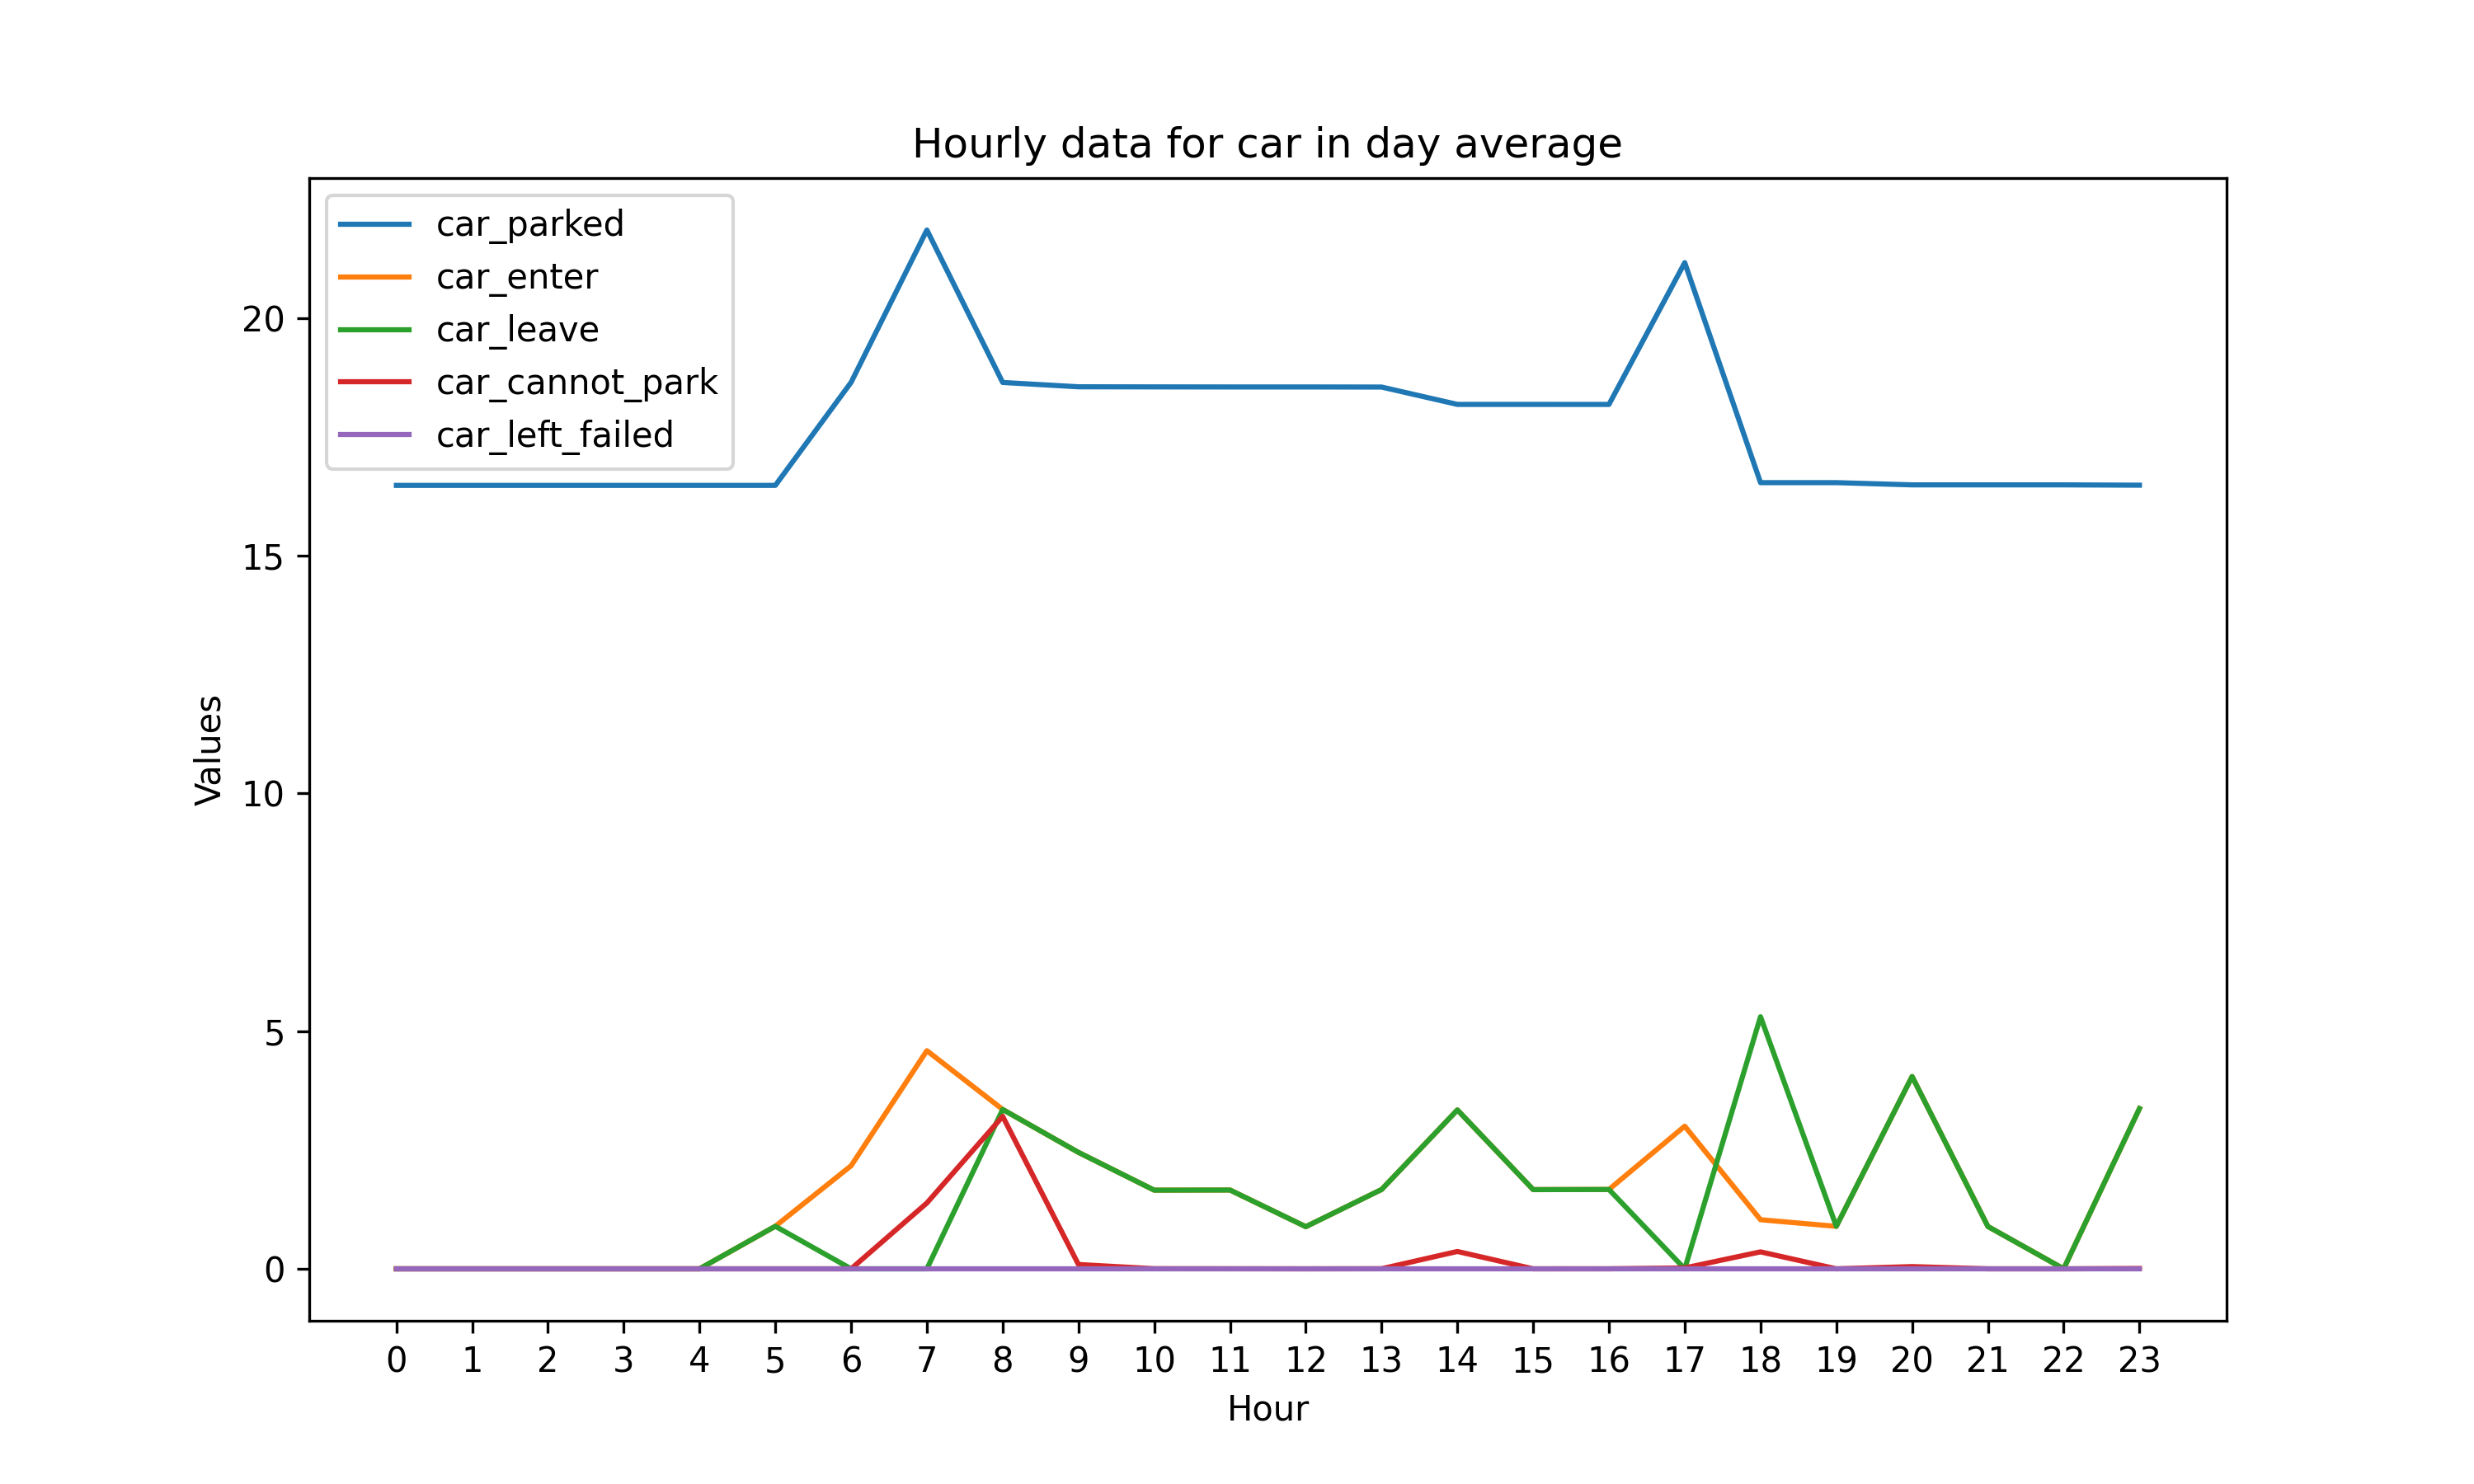 Hourly data for car in day average
car_parked
car_enter
car_leave
car_cannot_park
car_left_failed
20
15
10
5
0
Values
0 1 2 3 4 5 6 7 8 9 10 11 12 13 14 15 16 17 18 19 20 21 22 23
Hour